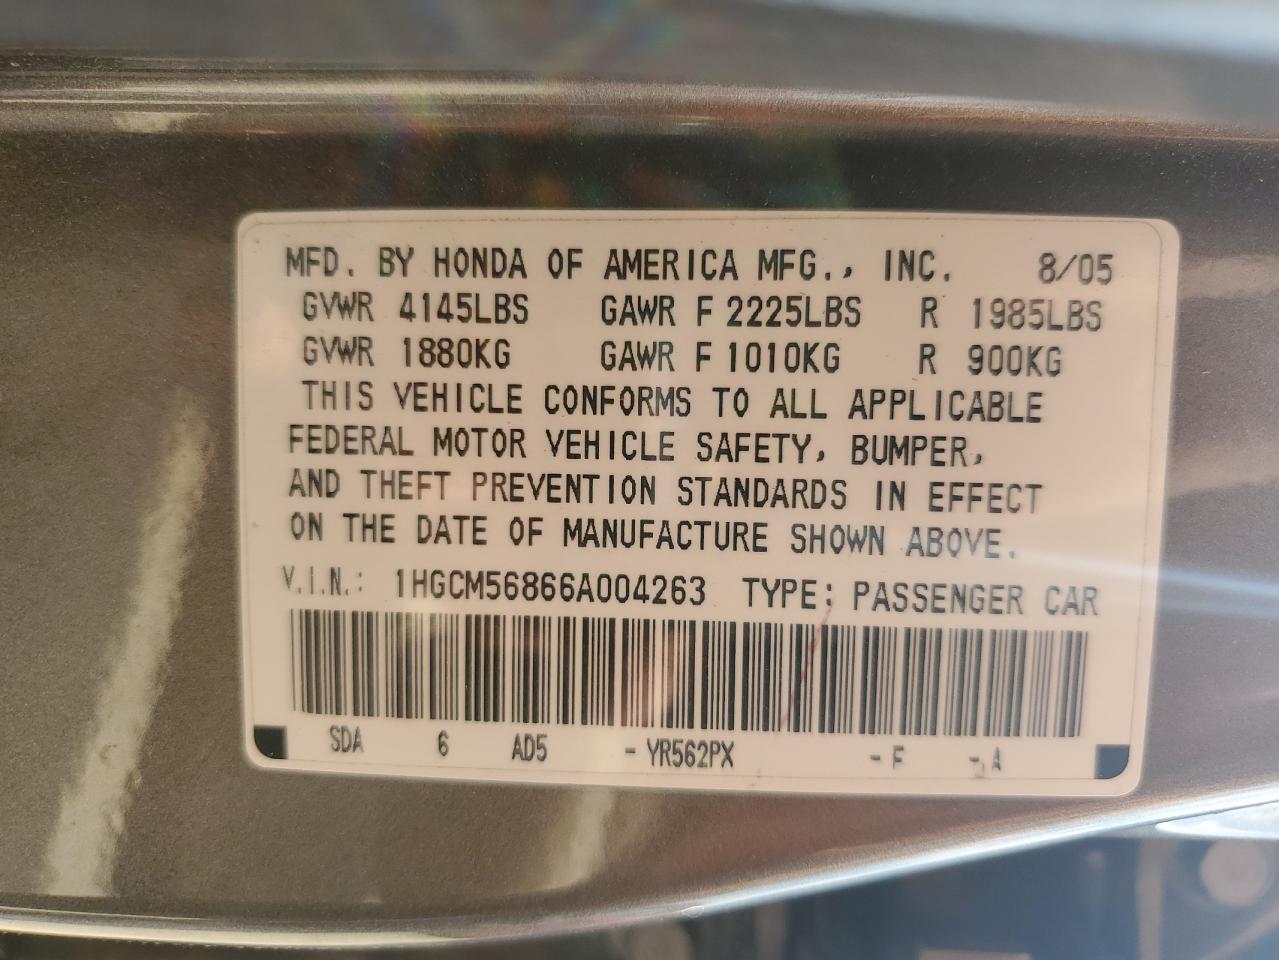 MFD. BY HONDA OF AMERICA MFG., INC. 8/05
GVWR 4145LBS GAWR F 2225LBS R 1985LBS
GVWR 1880KG GAWR F 1010KG R 900KG
THIS VEHICLE CONFORMS TO ALL APPLICABLE
FEDERAL MOTOR VEHICLE SAFETY, BUMPER,
AND THEFT PREVENTION STANDARDS IN EFFECT
ON THE DATE OF MANUFACTURE SHOWN ABOVE.
V.I.N.: 1HGCM56866A004263 TYPE: PASSENGER CAR
SDA 6 AD5 - YR562PX - F - A